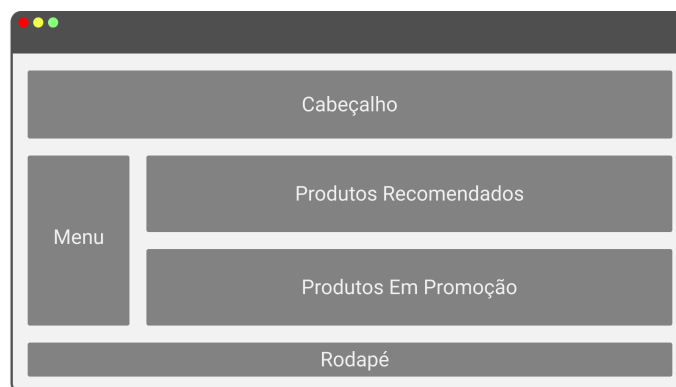 Cabeçalho
Menu
Produtos Recomendados
Produtos Em Promoção
Rodapé